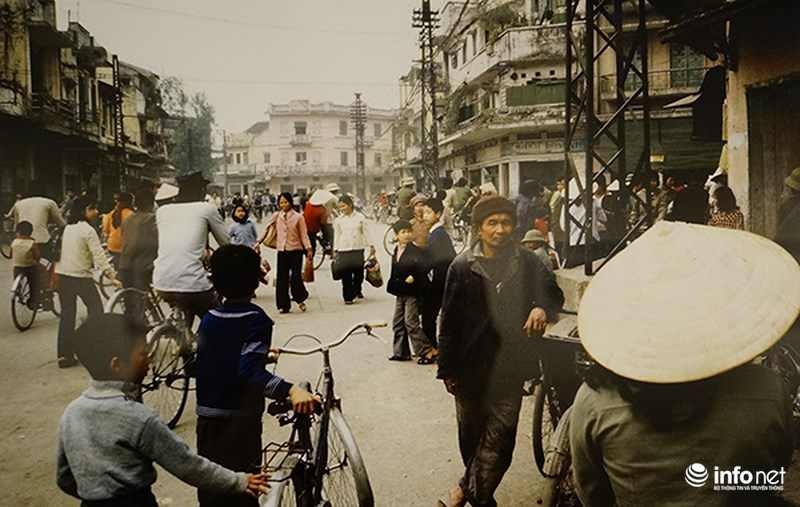 infonet
BỘ THÔNG TIN VÀ TRUYỀN THÔNG